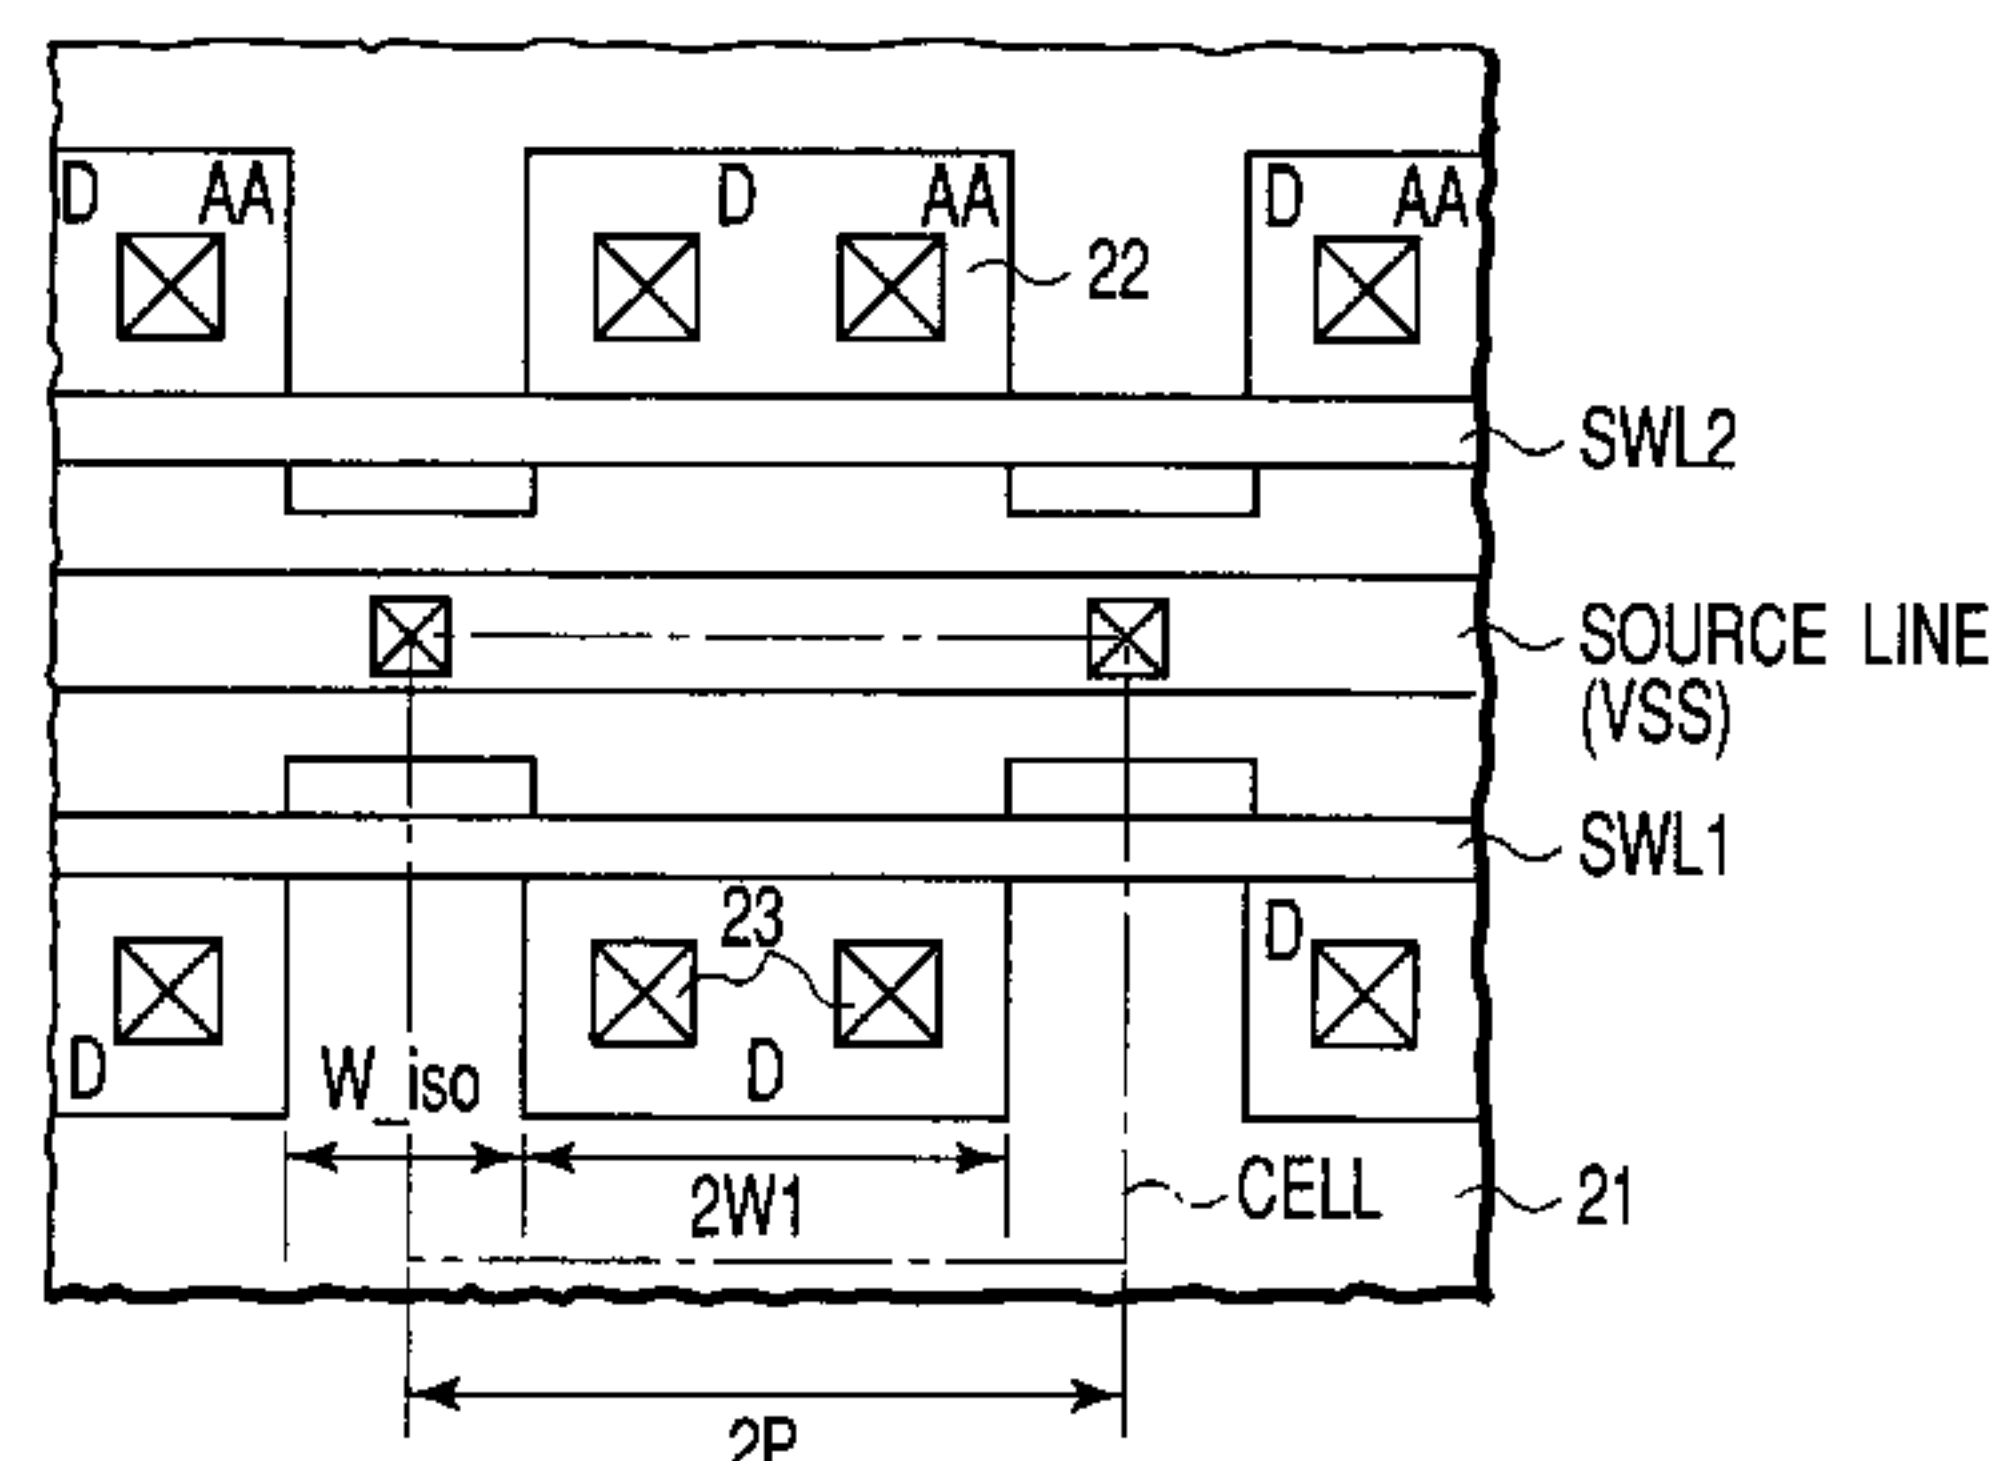 D AA D AA D AA
22
SWL2
SOURCE LINE
(VSS)
SWL1
23 D
D W_iso D
2W1 CELL 21
2P